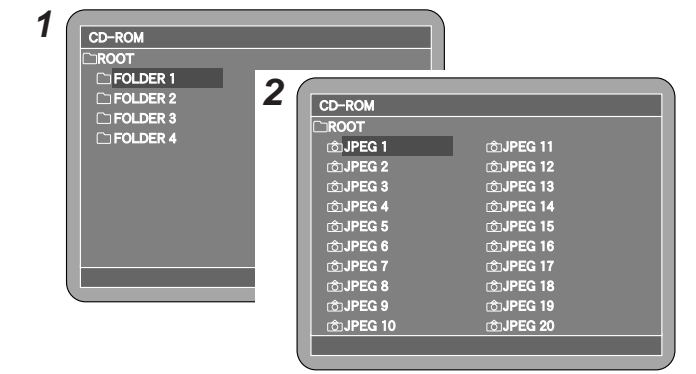 1
CD-ROM
ROOT
FOLDER 1
FOLDER 2
FOLDER 3
FOLDER 4
2
CD-ROM
ROOT
JPEG 1 JPEG 11
JPEG 2 JPEG 12
JPEG 3 JPEG 13
JPEG 4 JPEG 14
JPEG 5 JPEG 15
JPEG 6 JPEG 16
JPEG 7 JPEG 17
JPEG 8 JPEG 18
JPEG 9 JPEG 19
JPEG 10 JPEG 20